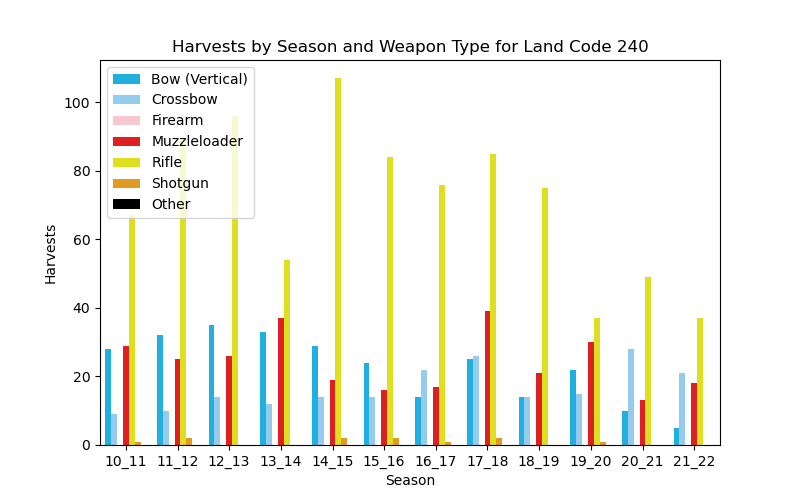 Harvests by Season and Weapon Type for Land Code 240
Bow (Vertical)
Crossbow
Firearm
Muzzleloader
Rifle
Shotgun
Other
100
80
60
40
20
0
Harvests
10_11 11_12 12_13 13_14 14_15 15_16 16_17 17_18 18_19 19_20 20_21 21_22
Season